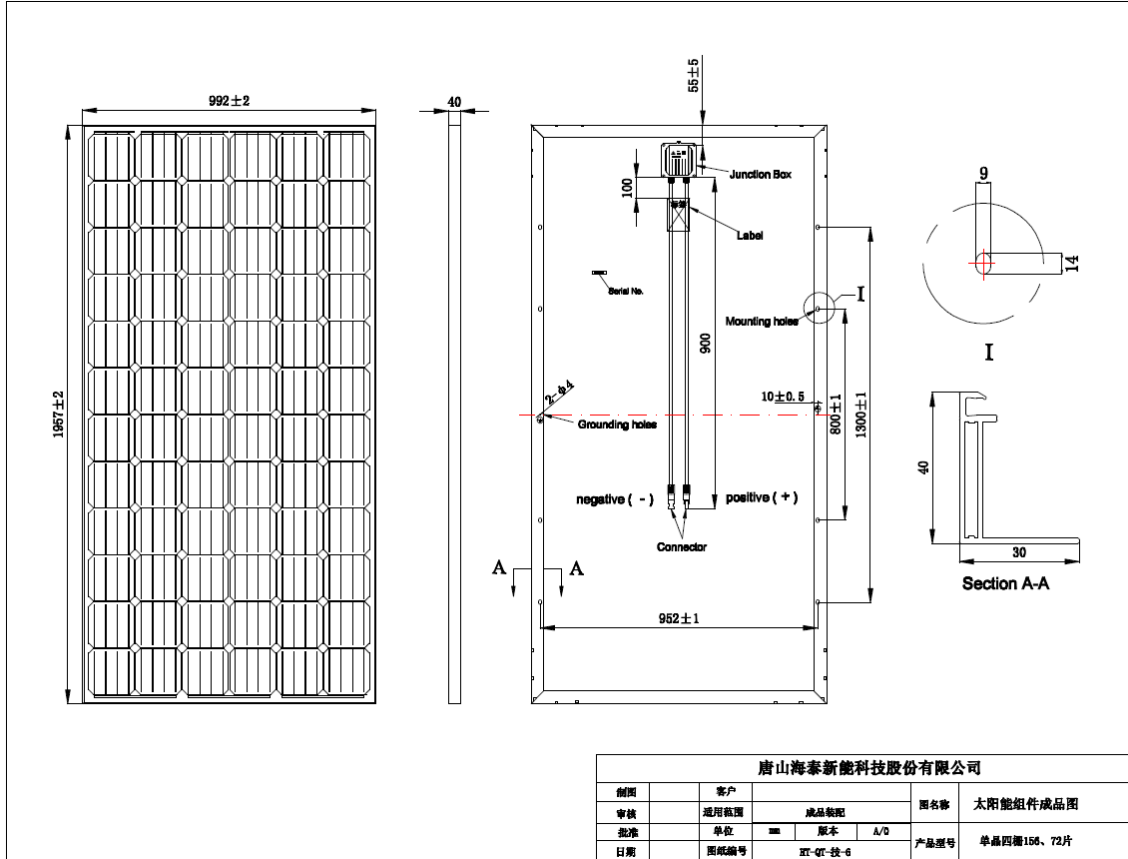 992±2
40
55±5
1957±2
Junction Box
100
Label
Serial No.
900
Mounting holes
I
9
14
I
2-Φ4
Grounding holes
10±0.5
800±1
1300±1
negative ( - )
positive ( + )
Connector
A
A
952±1
40
30
Section A-A
唐山海泰新能科技股份有限公司
制图
客户
图名称
太阳能组件成品图
审核
适用范围
成品装配
批准
单位
mm
版本
A/0
产品型号
单晶四栅156、72片
日期
图纸编号
HT-QT-技-6